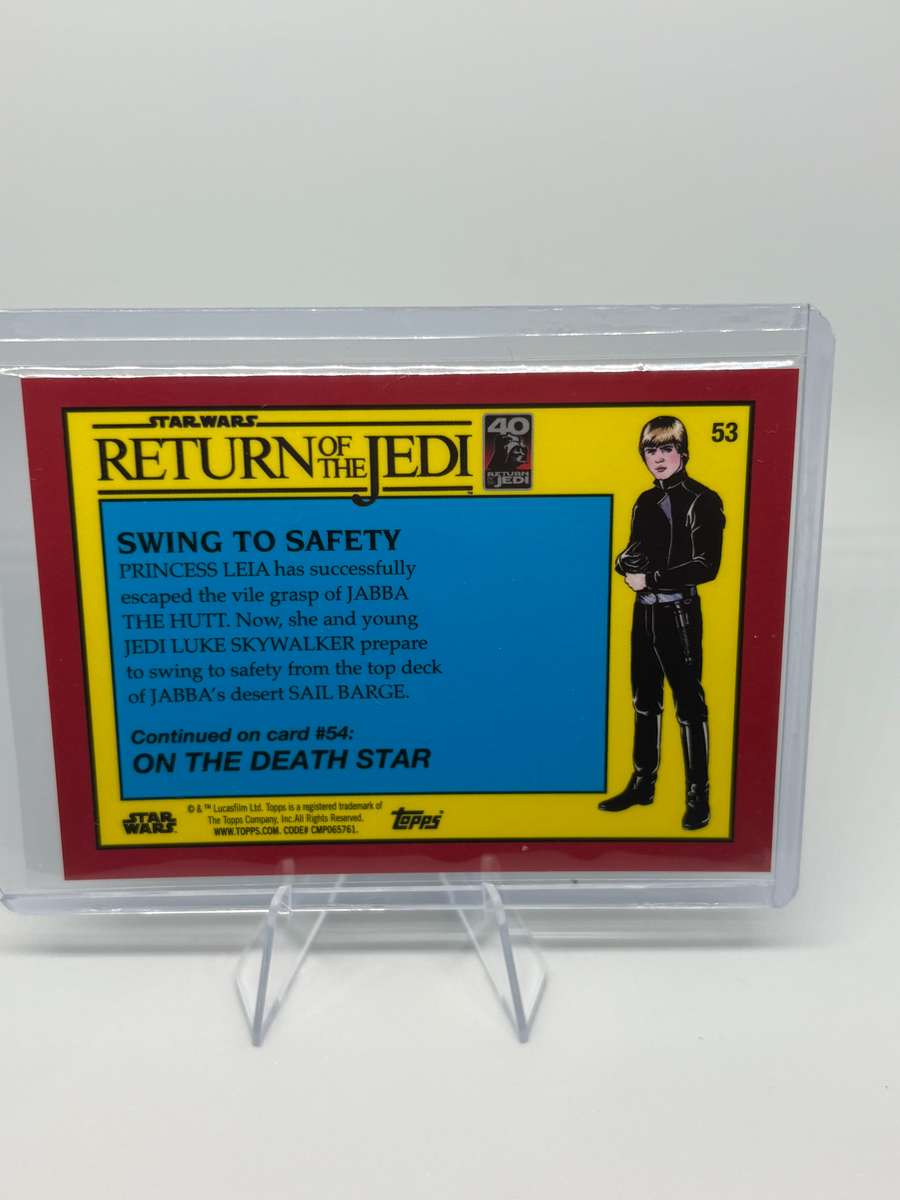 STAR WARS
RETURN OF THE JEDI
40
RETURN OF THE JEDI
53
SWING TO SAFETY
PRINCESS LEIA has successfully
escaped the vile grasp of JABBA
THE HUTT. Now, she and young
JEDI LUKE SKYWALKER prepare
to swing to safety from the top deck
of JABBA's desert SAIL BARGE.
Continued on card #54:
ON THE DEATH STAR
STAR WARS
© & ™ Lucasfilm Ltd. Topps is a registered trademark of
The Topps Company, Inc. All Rights Reserved.
WWW.TOPPS.COM. CODE# CMP065761.
Topps